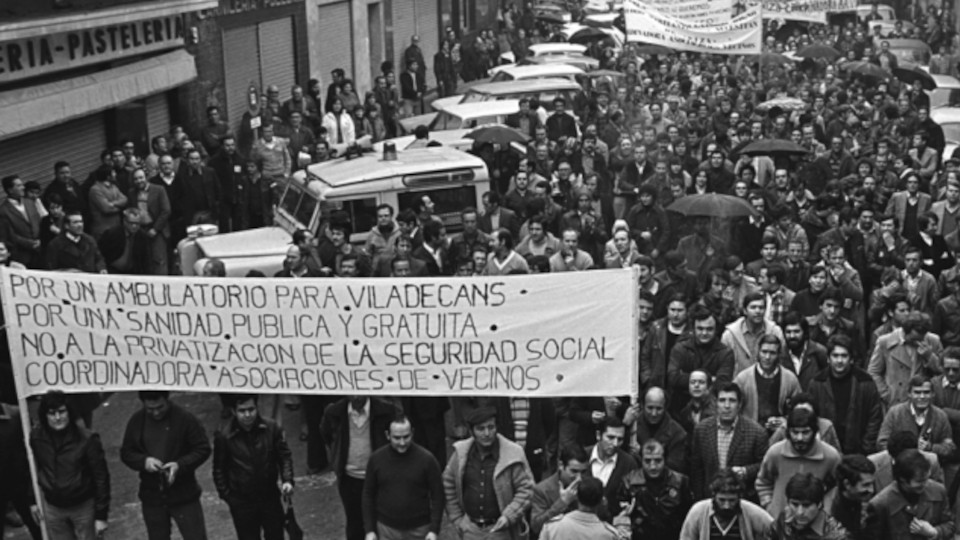 ERIA-PASTELERIA
POR UN AMBULATORIO PARA VILADECANS
POR UNA SANIDAD PUBLICA Y GRATUITA
NO A LA PRIVATIZACION DE LA SEGURIDAD SOCIAL
COORDINADORA ASOCIACIONES DE VECINOS